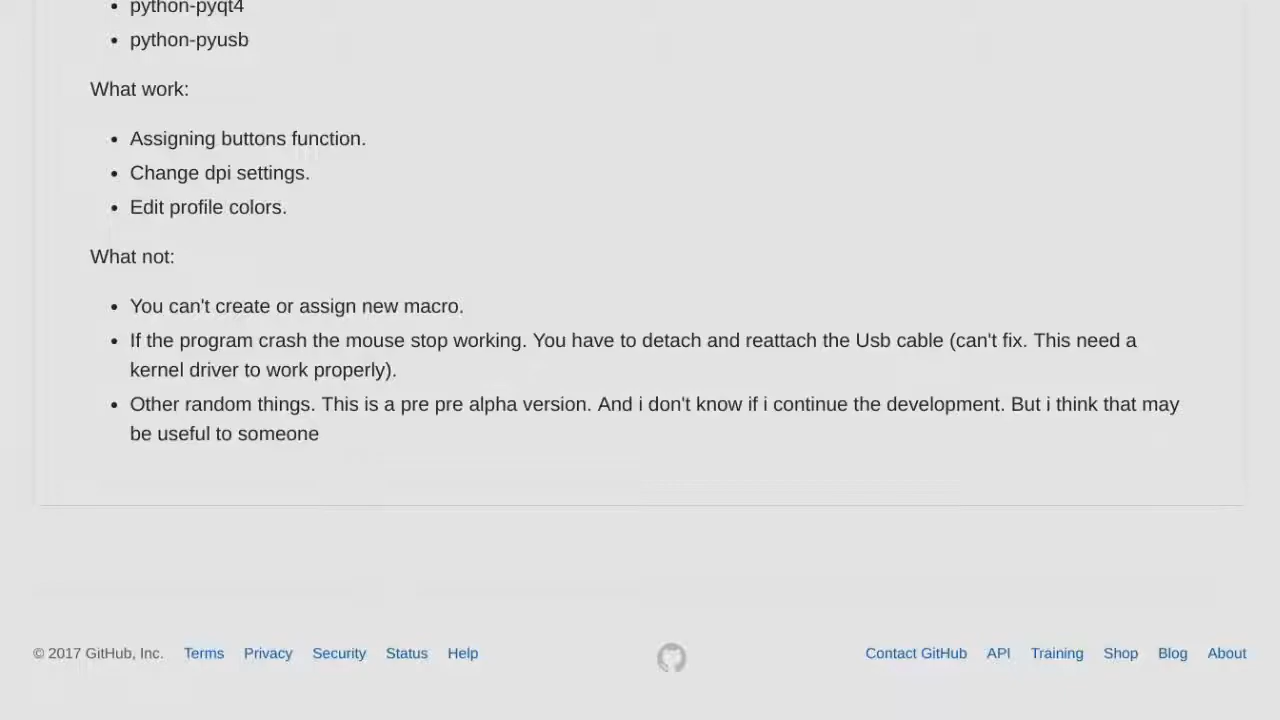 python-pyqt4
python-pyusb
What work:
Assigning buttons function.
Change dpi settings.
Edit profile colors.
What not:
You can't create or assign new macro.
If the program crash the mouse stop working. You have to detach and reattach the Usb cable (can't fix. This need a
kernel driver to work properly).
Other random things. This is a pre pre alpha version. And i don't know if i continue the development. But i think that may
be useful to someone
© 2017 GitHub, Inc. Terms Privacy Security Status Help Contact GitHub API Training Shop Blog About